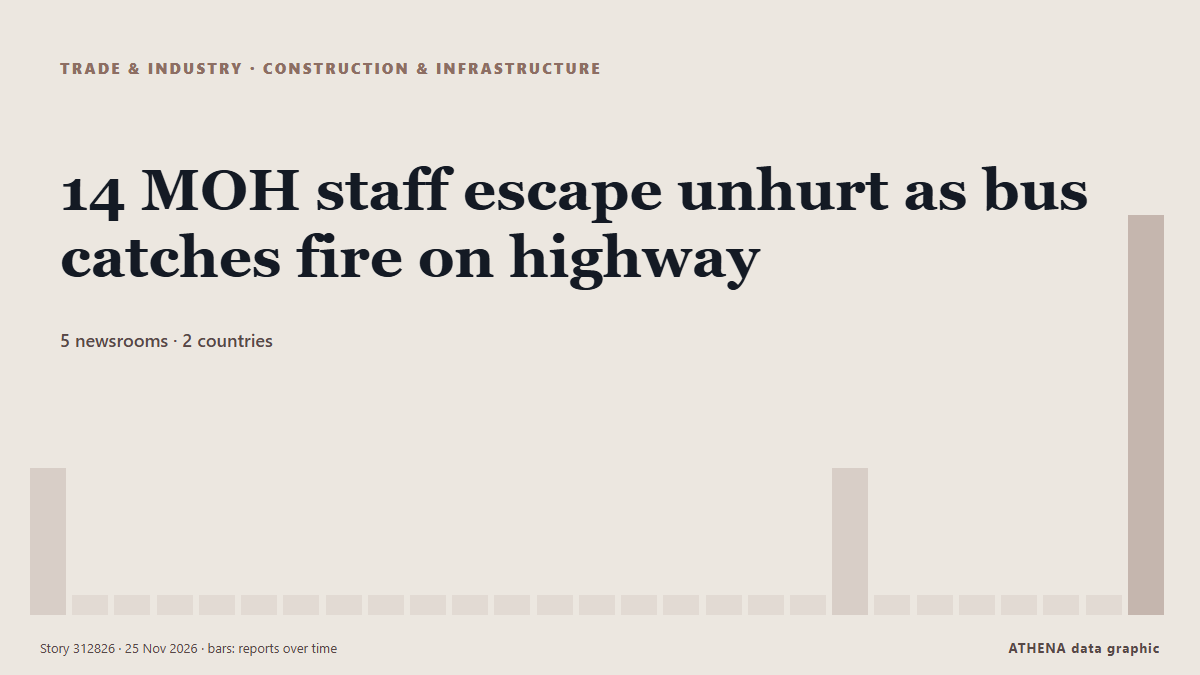 TRADE & INDUSTRY · CONSTRUCTION & INFRASTRUCTURE
14 MOH staff escape unhurt as bus
catches fire on highway
5 newsrooms · 2 countries
Story 312826 · 25 Nov 2026 · bars: reports over time
ATHENA data graphic